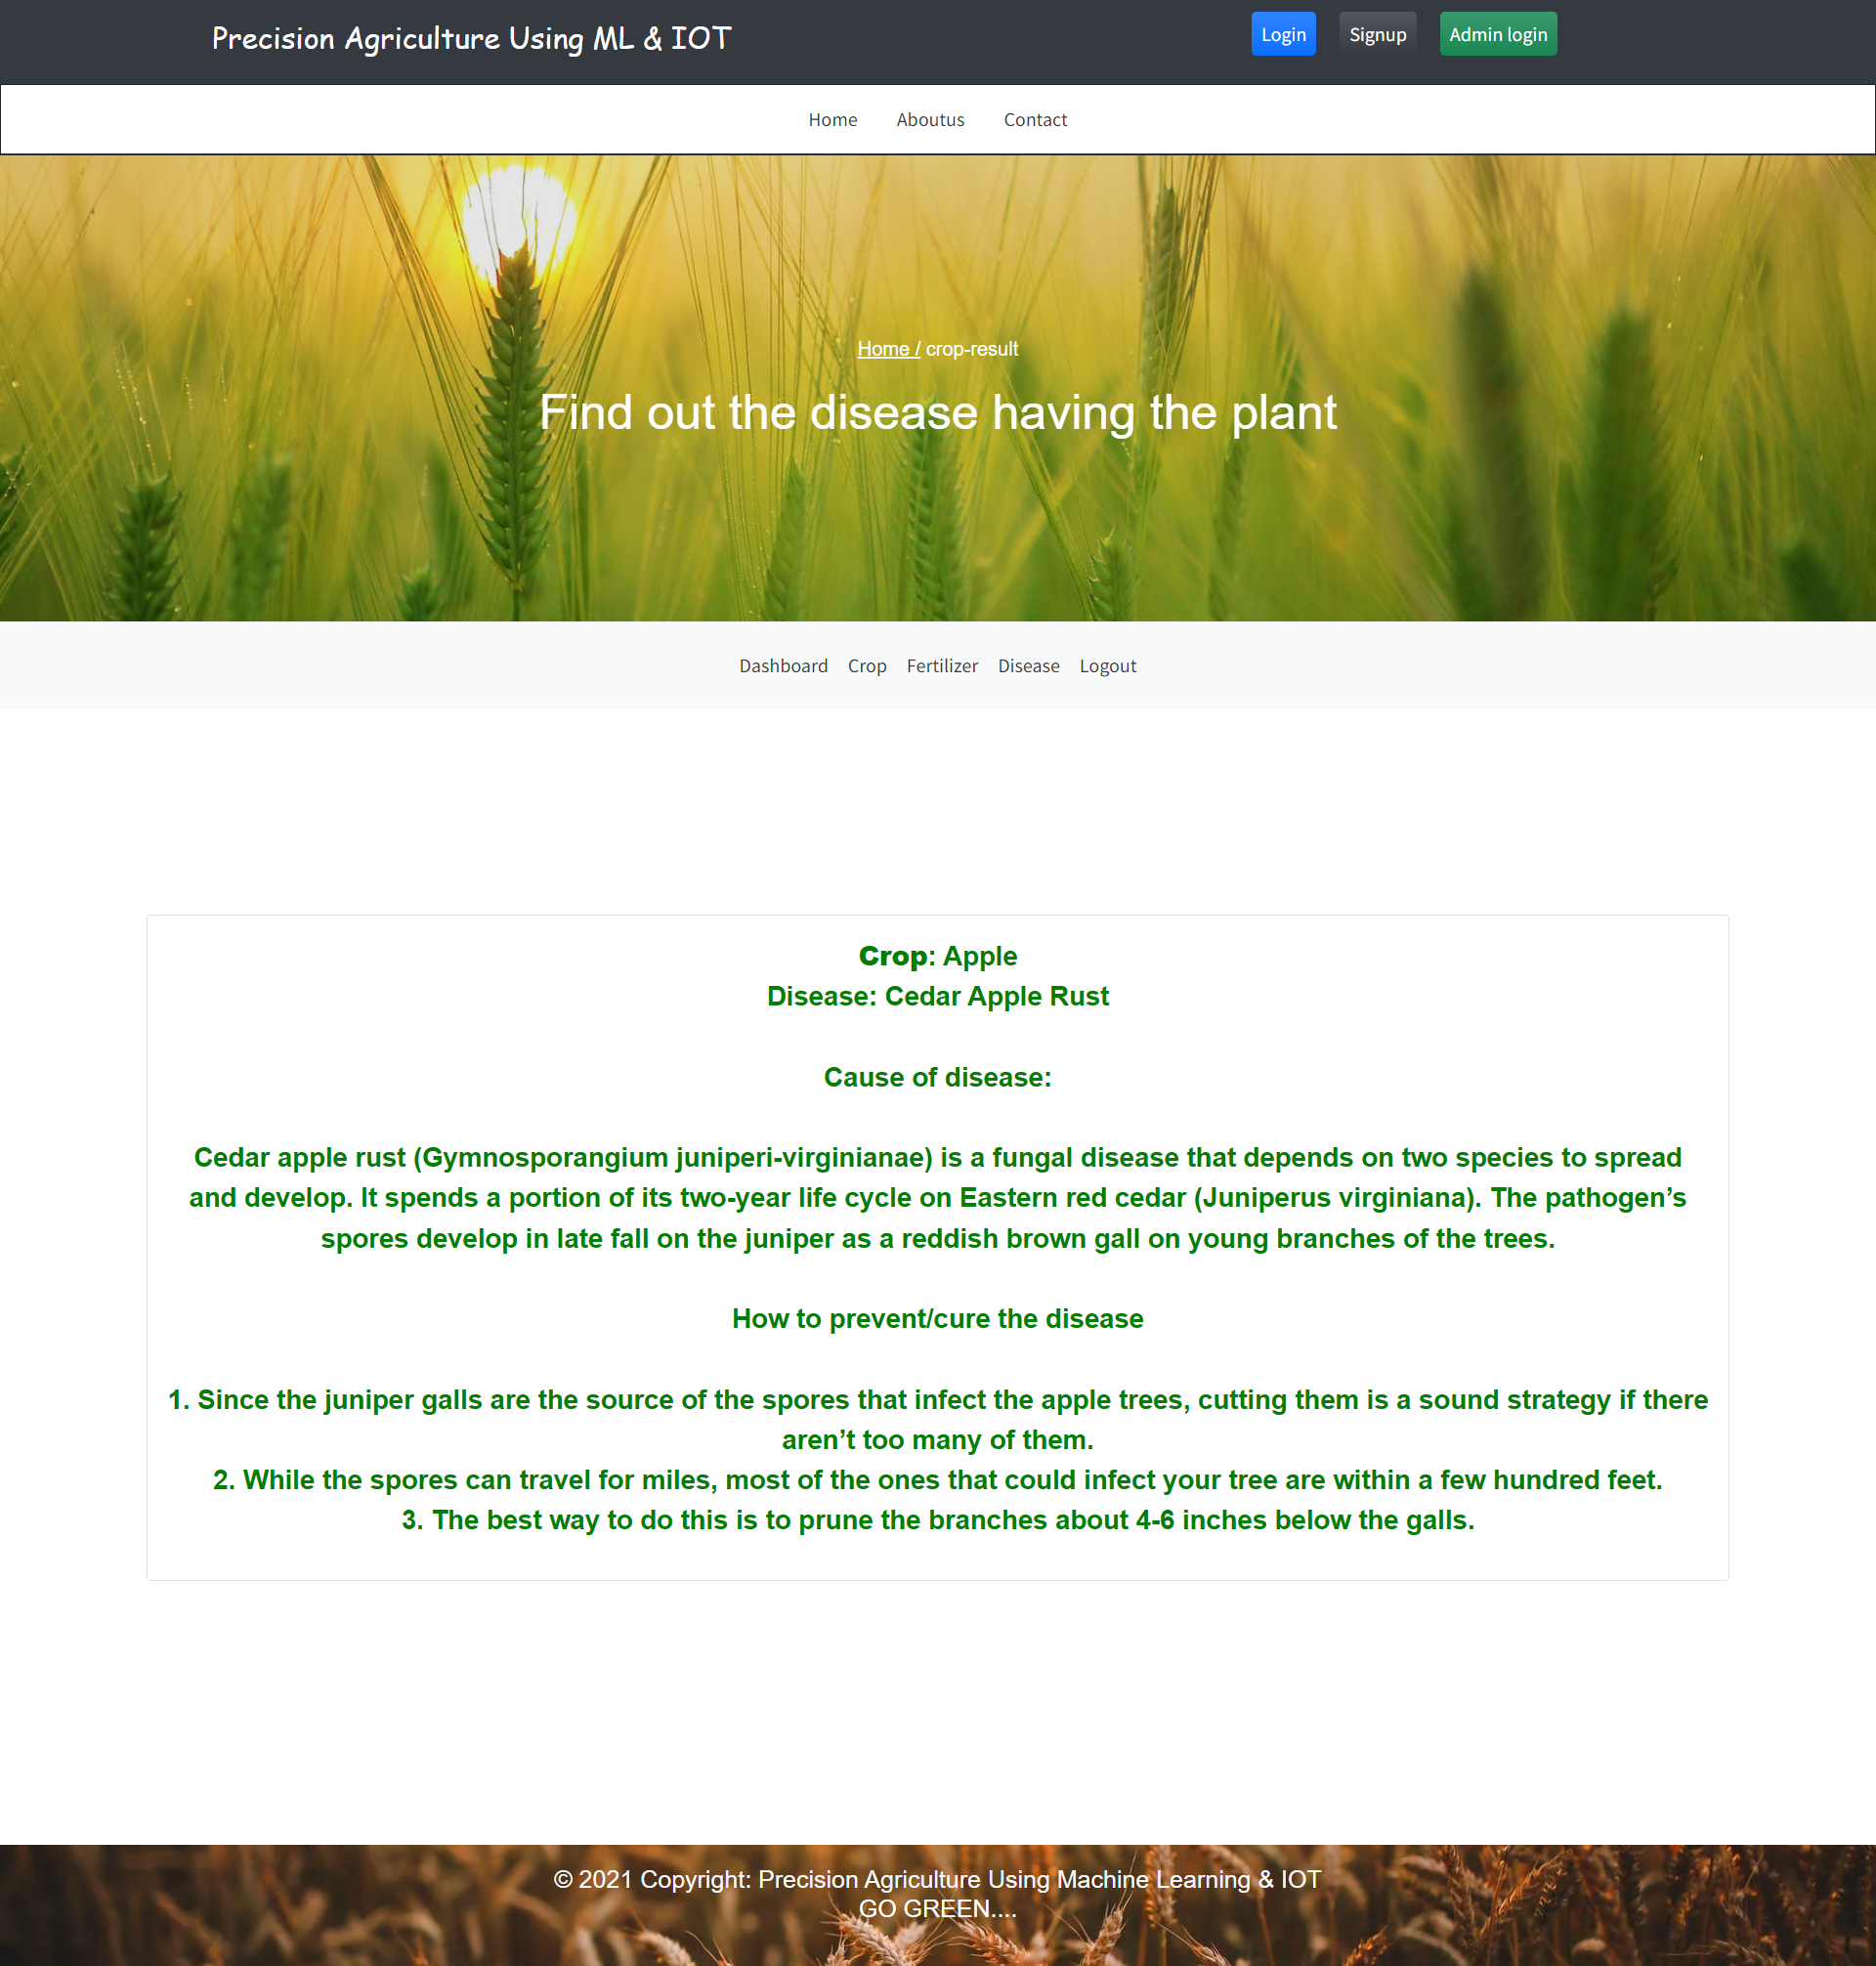 Precision Agriculture Using ML & IOT
Login
Signup
Admin login
Home
Aboutus
Contact
Home / crop-result
Find out the disease having the plant
Dashboard
Crop
Fertilizer
Disease
Logout
Crop: Apple
Disease: Cedar Apple Rust
Cause of disease:
Cedar apple rust (Gymnosporangium juniperi-virginianae) is a fungal disease that depends on two species to spread
and develop. It spends a portion of its two-year life cycle on Eastern red cedar (Juniperus virginiana). The pathogen’s
spores develop in late fall on the juniper as a reddish brown gall on young branches of the trees.
How to prevent/cure the disease
1. Since the juniper galls are the source of the spores that infect the apple trees, cutting them is a sound strategy if there
aren’t too many of them.
2. While the spores can travel for miles, most of the ones that could infect your tree are within a few hundred feet.
3. The best way to do this is to prune the branches about 4-6 inches below the galls.
© 2021 Copyright: Precision Agriculture Using Machine Learning & IOT
GO GREEN....